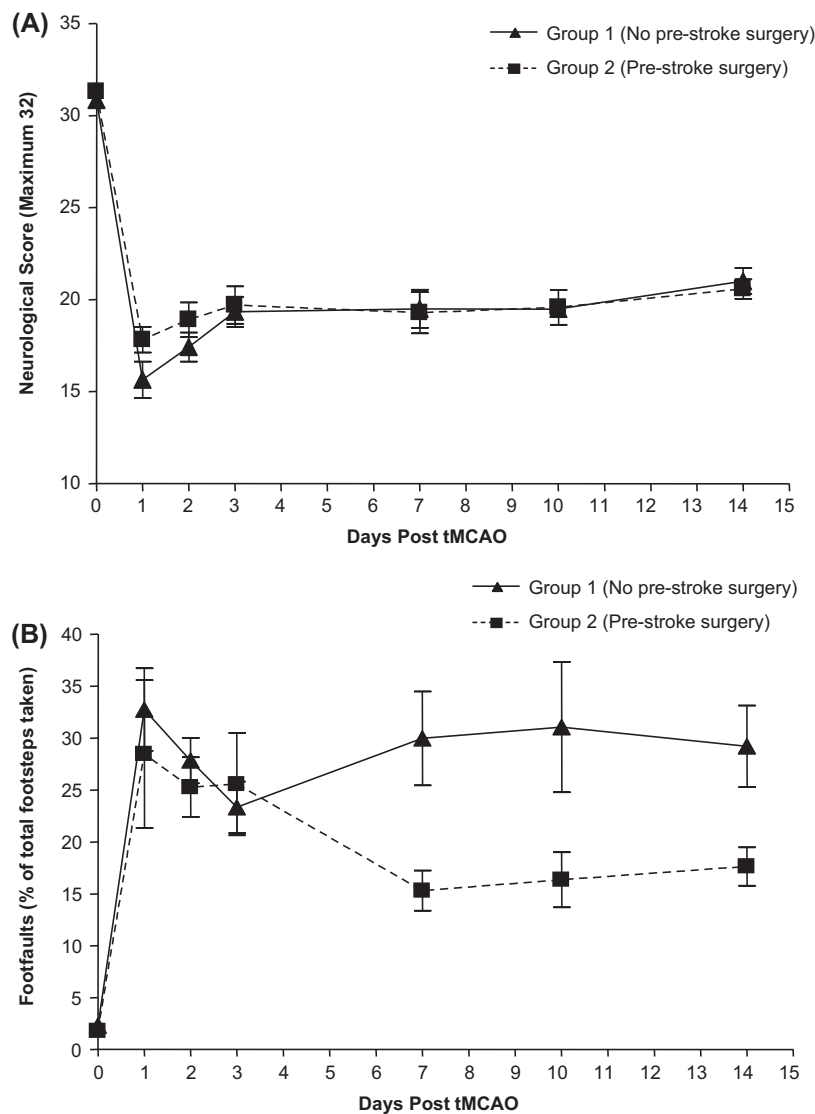 (A)
35
30
25
20
15
10
Neurological Score (Maximum 32)
Group 1 (No pre-stroke surgery)
Group 2 (Pre-stroke surgery)
0 1 2 3 4 5 6 7 8 9 10 11 12 13 14 15
Days Post tMCAO
Group 1 (No pre-stroke surgery)
Group 2 (Pre-stroke surgery)
(B)
40
35
30
25
20
15
10
5
0
Footfaults (% of total footsteps taken)
0 1 2 3 4 5 6 7 8 9 10 11 12 13 14 15
Days Post tMCAO